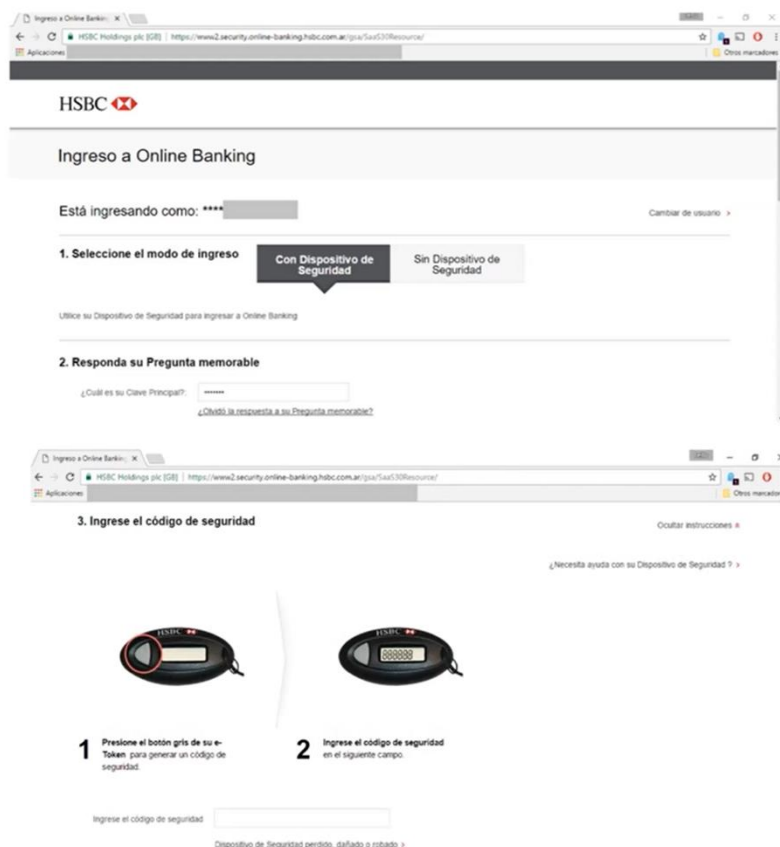 Ingreso a Online Bankin
HSBC Holdings plc [GB] | https://www2.security.online-banking.hsbc.com.ar/gsa/SaaS30Resource/
Aplicaciones
Otros marcadores
HSBC
Ingreso a Online Banking
Está ingresando como: ****
Cambiar de usuario >
1. Seleccione el modo de ingreso
Con Dispositivo de
Seguridad
Sin Dispositivo de
Seguridad
Utilice su Dispositivo de Seguridad para ingresar a Online Banking
2. Responda su Pregunta memorable
¿Cuál es su Clave Principal?: •••••••
¿Olvidó la respuesta a su Pregunta memorable?
Ingreso a Online Bankin
HSBC Holdings plc [GB] | https://www2.security.online-banking.hsbc.com.ar/gsa/SaaS30Resource/
Aplicaciones
Otros marcador
3. Ingrese el código de seguridad
Ocultar instrucciones
¿Necesita ayuda con su Dispositivo de Seguridad ? >
HSBC
HSBC
888888
1
Presione el botón gris de su e-
Token para generar un código de
seguridad.
2
Ingrese el código de seguridad
en el siguiente campo.
Ingrese el código de seguridad
Dispositivo de Seguridad perdido, dañado o robado >